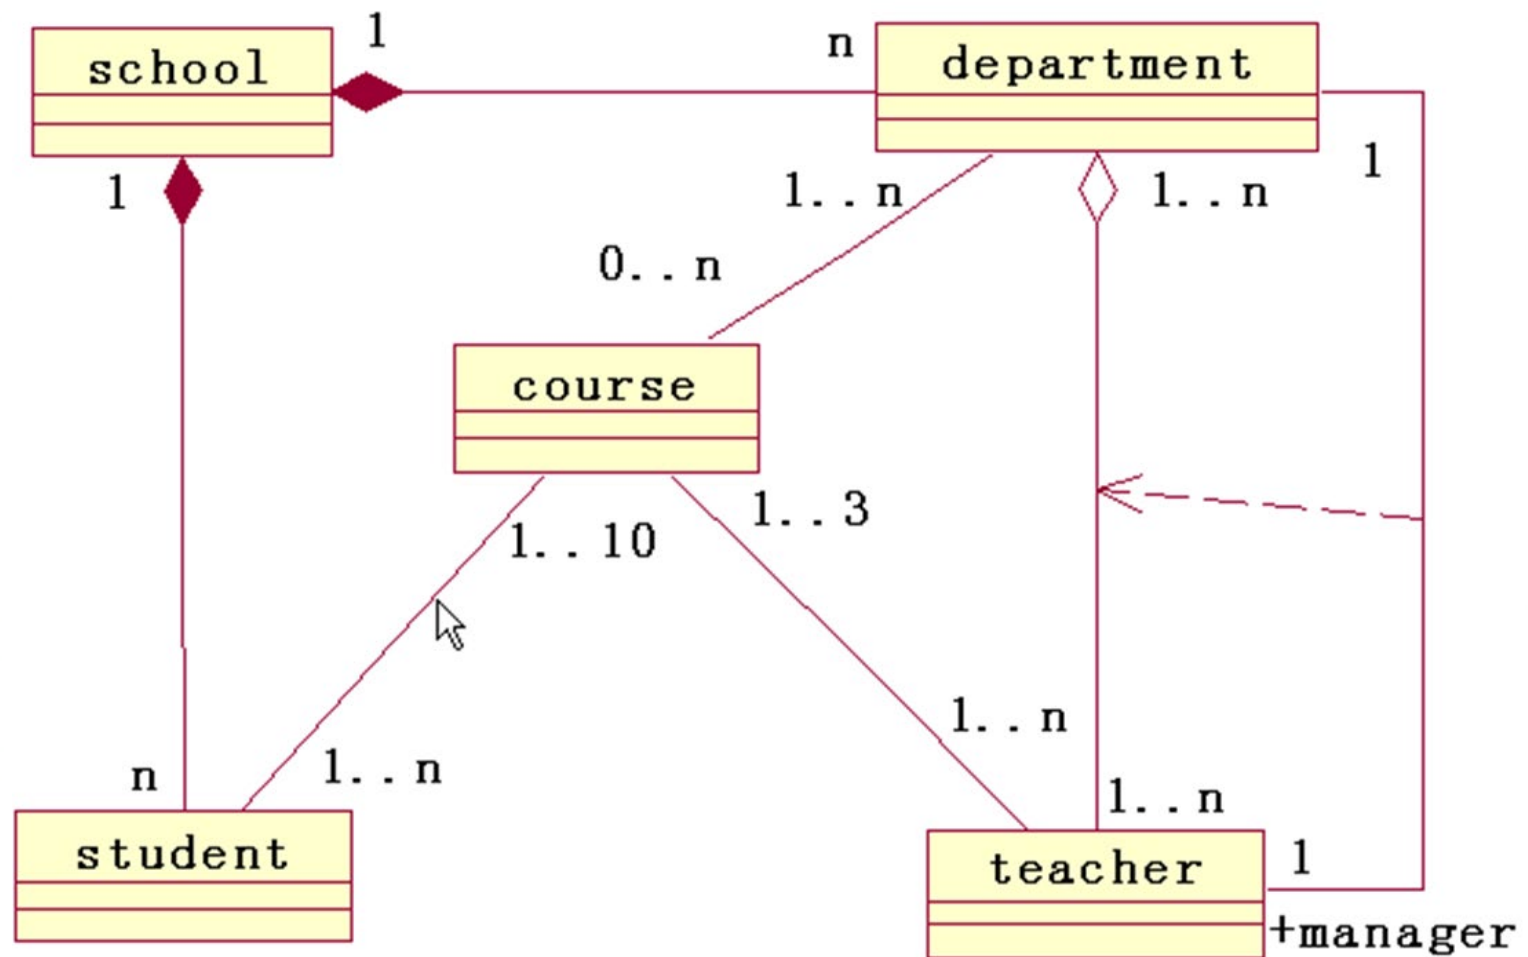 school
1
n
department
1
1..n
1..n
1
0..n
course
1..3
1..10
1..n
n
1..n
1..n
student
teacher
1
+manager